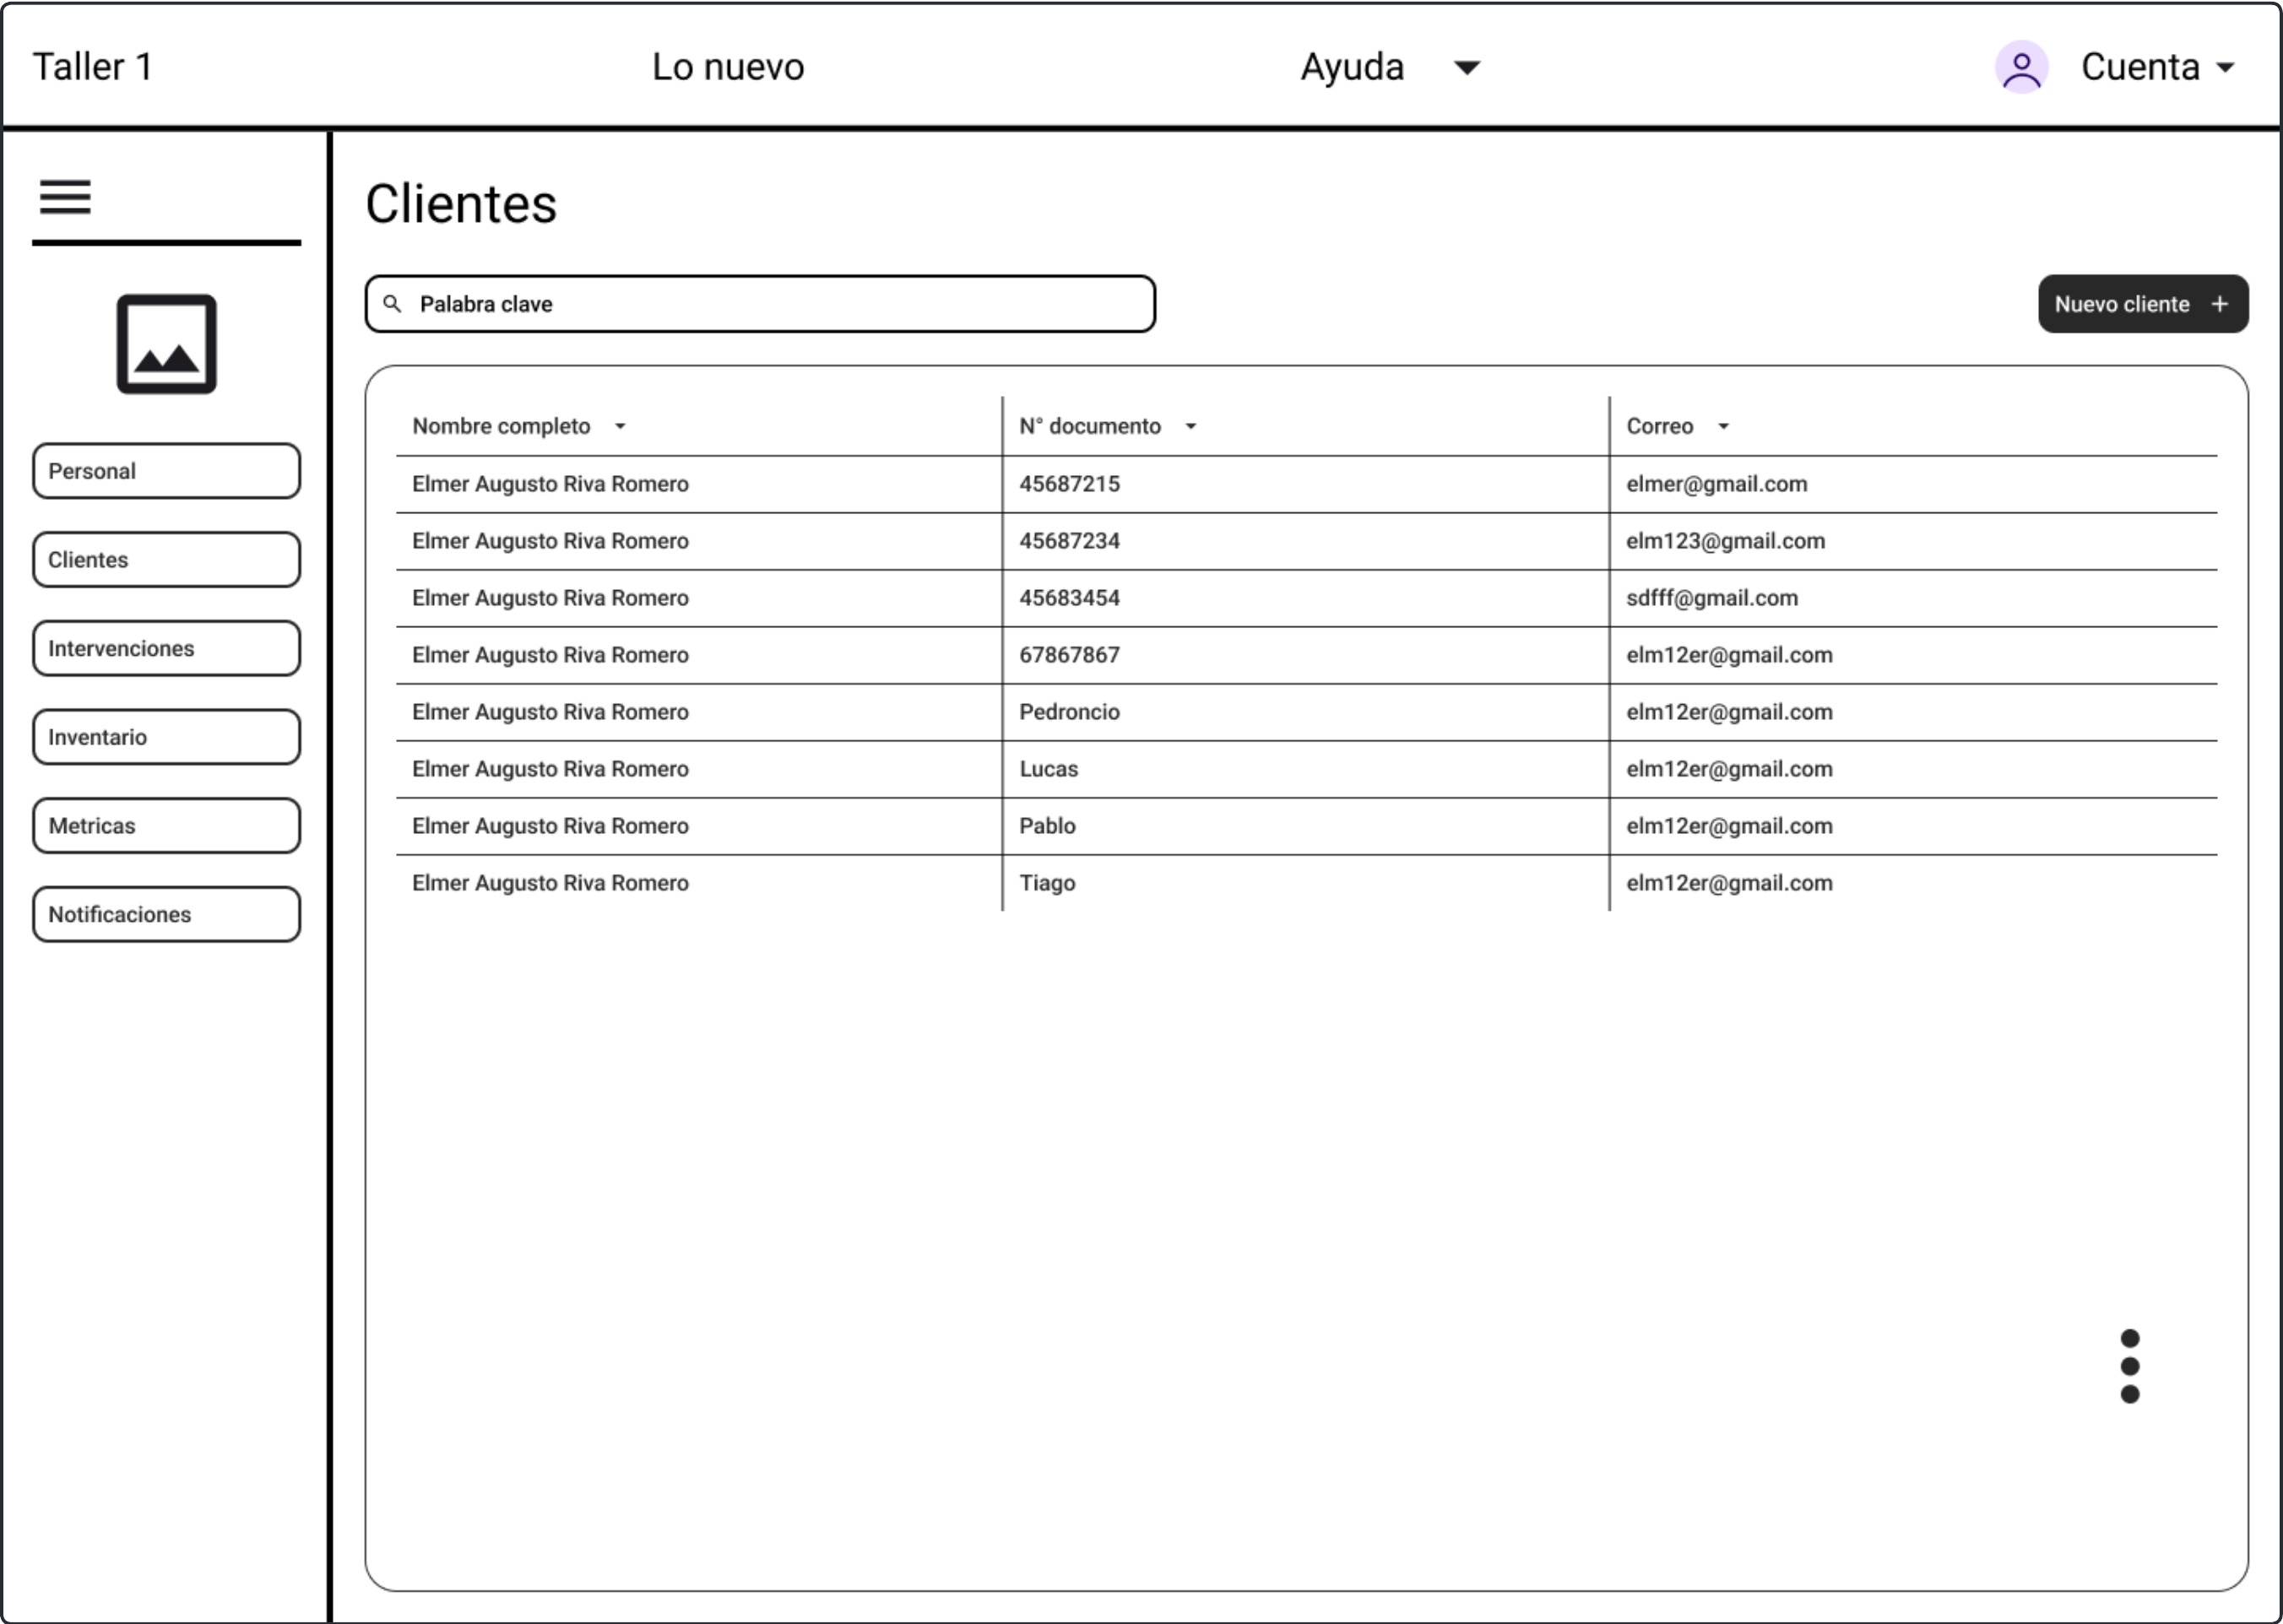 Taller 1 Lo nuevo Ayuda Cuenta
Clientes
Palabra clave Nuevo cliente +
Personal
Clientes
Intervenciones
Inventario
Metricas
Notificaciones
Nombre completo N° documento Correo
Elmer Augusto Riva Romero 45687215 elmer@gmail.com
Elmer Augusto Riva Romero 45687234 elm123@gmail.com
Elmer Augusto Riva Romero 45683454 sdfff@gmail.com
Elmer Augusto Riva Romero 67867867 elm12er@gmail.com
Elmer Augusto Riva Romero Pedroncio elm12er@gmail.com
Elmer Augusto Riva Romero Lucas elm12er@gmail.com
Elmer Augusto Riva Romero Pablo elm12er@gmail.com
Elmer Augusto Riva Romero Tiago elm12er@gmail.com